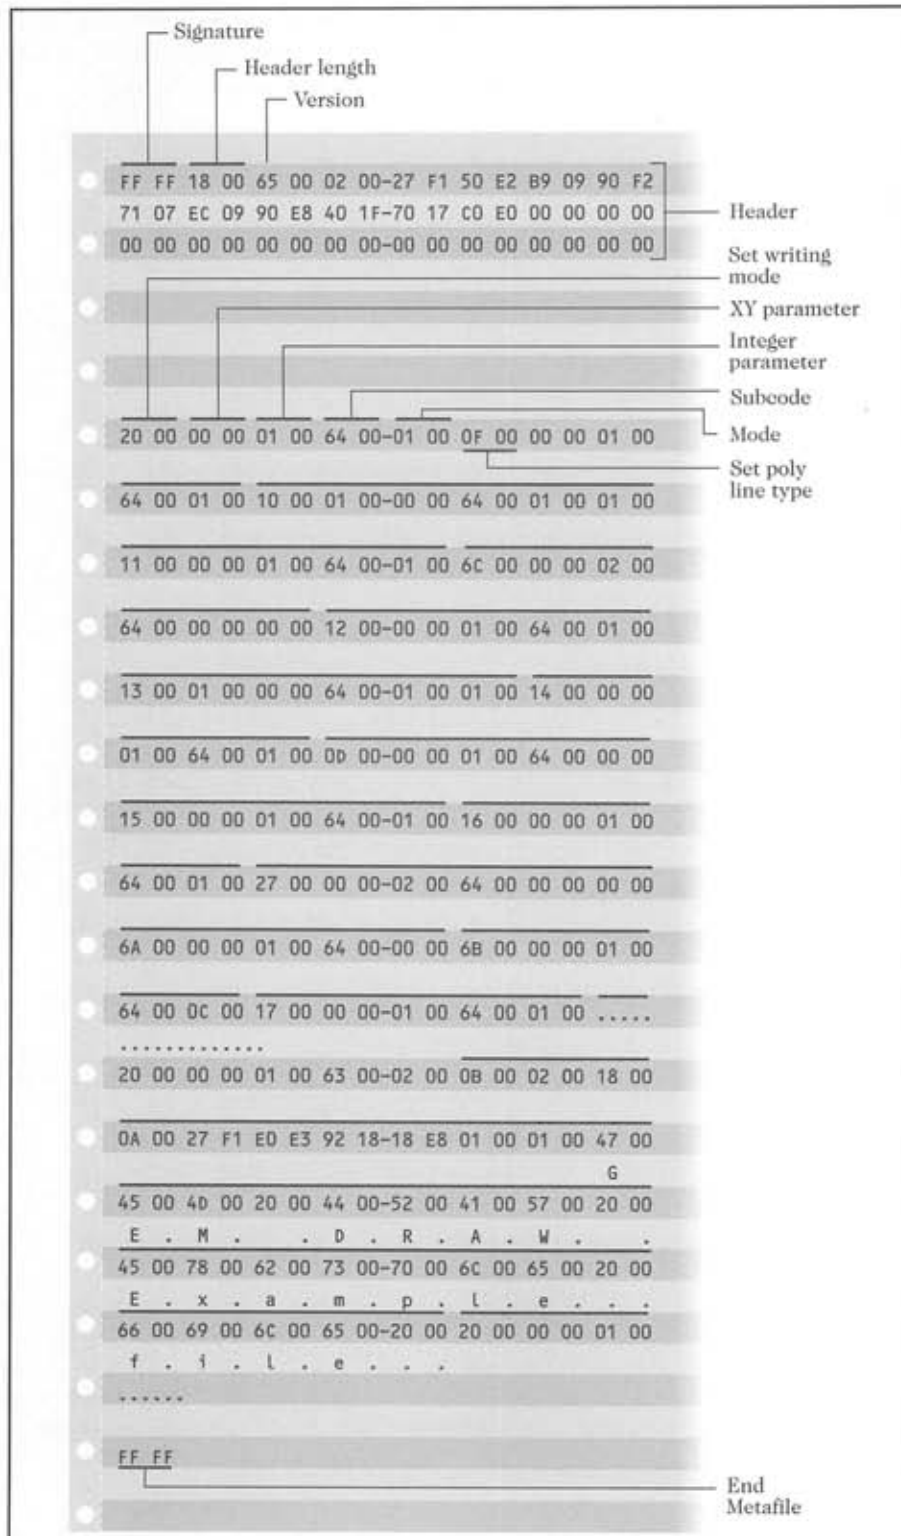 Signature
Header length
Version
FF FF 18 00 65 00 02 00-27 F1 50 E2 B9 09 90 F2
71 07 EC 09 90 E8 40 1F-70 17 C0 E0 00 00 00 00
Header
00 00 00 00 00 00 00 00-00 00 00 00 00 00 00 00
Set writing
mode
XY parameter
Integer
parameter
Subcode
20 00 00 00 01 00 64 00-01 00 0F 00 00 00 01 00
Mode
Set poly
line type
64 00 01 00 10 00 01 00-00 00 64 00 01 00 01 00
11 00 00 00 01 00 64 00-01 00 6C 00 00 00 02 00
64 00 00 00 00 00 12 00-00 00 01 00 64 00 01 00
13 00 01 00 00 00 64 00-01 00 01 00 14 00 00 00
01 00 64 00 01 00 0D 00-00 00 01 00 64 00 00 00
15 00 00 00 01 00 64 00-01 00 16 00 00 00 01 00
64 00 01 00 27 00 00 00-02 00 64 00 00 00 00 00
6A 00 00 00 01 00 64 00-00 00 6B 00 00 00 01 00
64 00 0C 00 17 00 00 00-01 00 64 00 01 00 .....
.............
20 00 00 00 01 00 63 00-02 00 0B 00 02 00 18 00
0A 00 27 F1 ED E3 92 18-18 E8 01 00 01 00 47 00
G
45 00 4D 00 20 00 44 00-52 00 41 00 57 00 20 00
E . M . . D . R . A . W . .
45 00 78 00 62 00 73 00-70 00 6C 00 65 00 20 00
E . x . a . m . p . l . e . . .
66 00 69 00 6C 00 65 00-20 00 20 00 00 00 01 00
f . i . l . e . . .
......
FF FF
End
Metafile